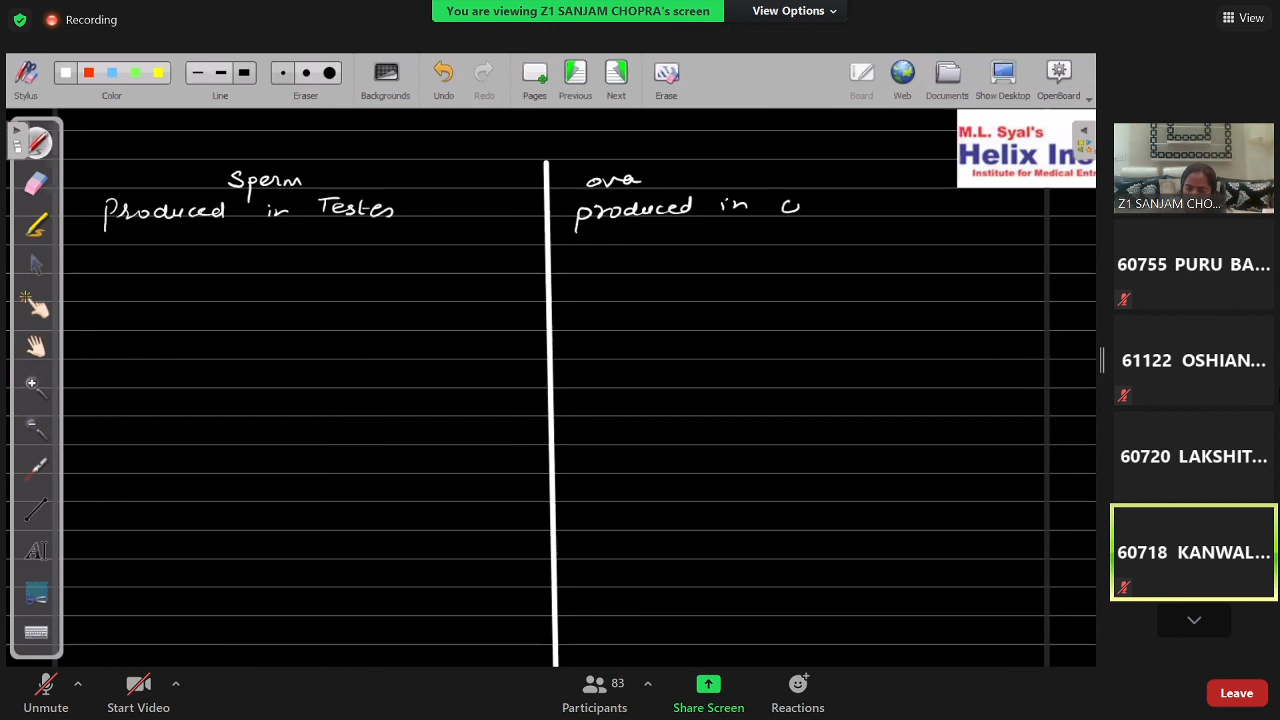 Recording
You are viewing Z1 SANJAM CHOPRA's screen
View Options
View
Stylus
Color
Line
Eraser
Backgrounds
Undo
Redo
Pages
Previous
Next
Erase
Board
Web
Documents
Show Desktop
OpenBoard
M.L. Syal's
Helix Ins
Institute for Medical Entr
Sperm
Produced in Testes
ova
produced in o
Z1 SANJAM CHO...
60755 PURU BA...
61122 OSHIAN...
60720 LAKSHIT...
60718 KANWAL...
Unmute
Start Video
83
Participants
Share Screen
Reactions
Leave